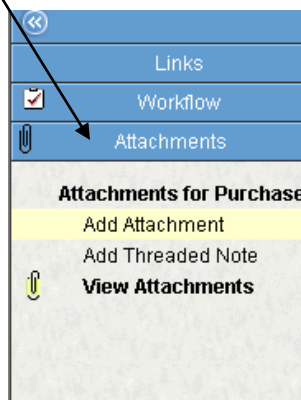 Links
Workflow
Attachments
Attachments for Purchase
Add Attachment
Add Threaded Note
View Attachments